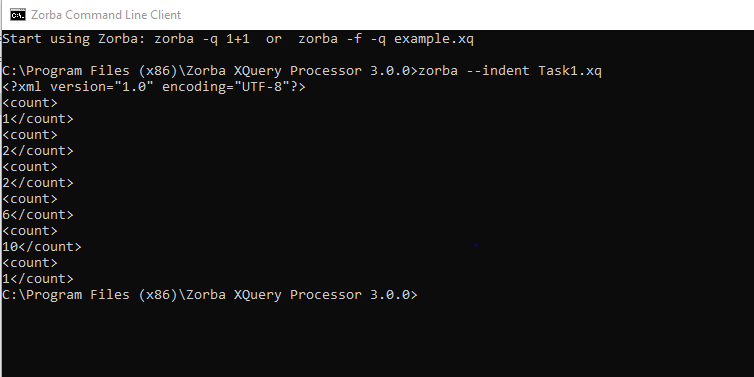 Zorba Command Line Client
Start using Zorba: zorba -q 1+1  or  zorba -f -q example.xq
C:\Program Files (x86)\Zorba XQuery Processor 3.0.0>zorba --indent Task1.xq
<?xml version="1.0" encoding="UTF-8"?>
<count>
1</count>
<count>
2</count>
<count>
2</count>
<count>
6</count>
<count>
10</count>
<count>
1</count>
C:\Program Files (x86)\Zorba XQuery Processor 3.0.0>